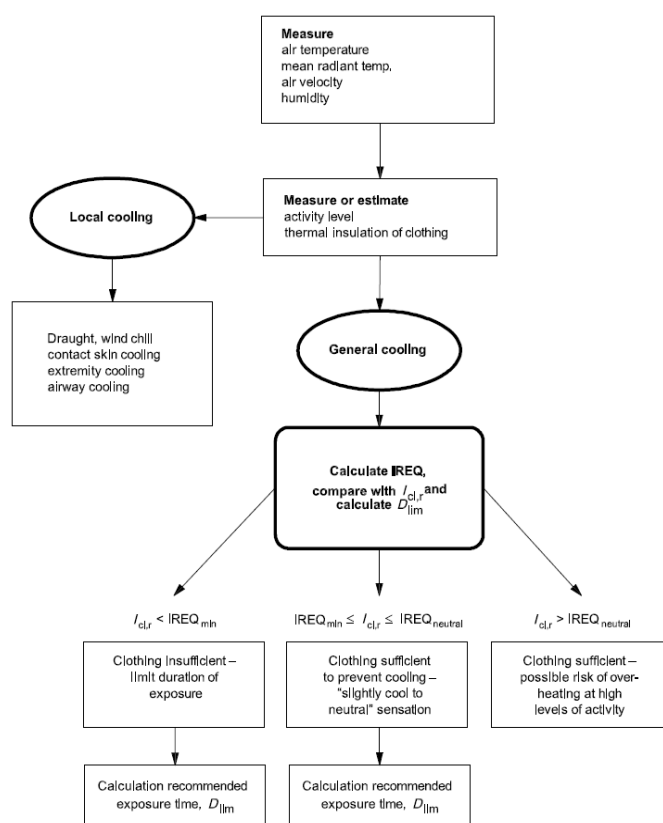 Measure
air temperature
mean radiant temp.
air velocity
humidity
Measure or estimate
activity level
thermal insulation of clothing
Local cooling
Draught, wind chill
contact skin cooling
extremity cooling
airway cooling
General cooling
Calculate IREQ,
compare with Icl,r and
calculate Dlim
Icl,r < IREQmin
IREQmin ≤ Icl,r ≤ IREQneutral
Icl,r > IREQneutral
Clothing insufficient –
limit duration of
exposure
Clothing sufficient
to prevent cooling –
"slightly cool to
neutral" sensation
Clothing sufficient –
possible risk of over-
heating at high
levels of activity
Calculation recommended
exposure time, Dlim
Calculation recommended
exposure time, Dlim